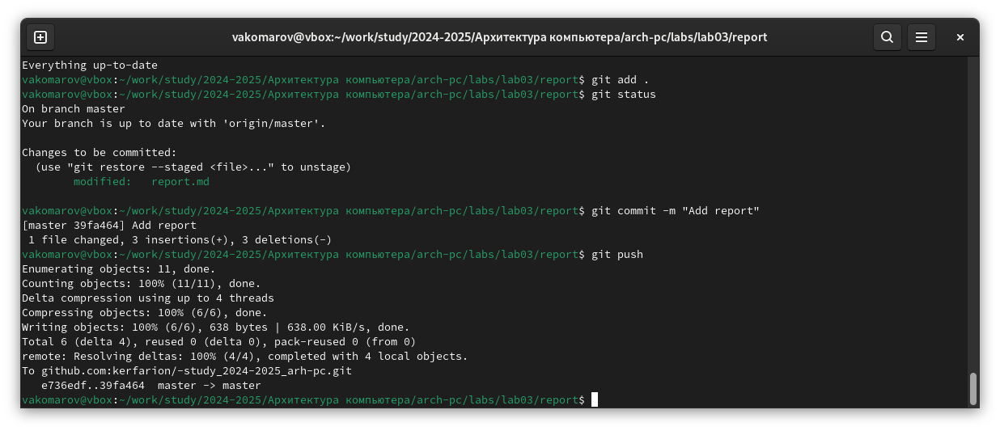 vakomarov@vbox:~/work/study/2024-2025/Архитектура компьютера/arch-pc/labs/lab03/report
Everything up-to-date
vakomarov@vbox:~/work/study/2024-2025/Архитектура компьютера/arch-pc/labs/lab03/report$ git add .
vakomarov@vbox:~/work/study/2024-2025/Архитектура компьютера/arch-pc/labs/lab03/report$ git status
On branch master
Your branch is up to date with 'origin/master'.
Changes to be committed:
  (use "git restore --staged <file>..." to unstage)
        modified:   report.md
vakomarov@vbox:~/work/study/2024-2025/Архитектура компьютера/arch-pc/labs/lab03/report$ git commit -m "Add report"
[master 39fa464] Add report
 1 file changed, 3 insertions(+), 3 deletions(-)
vakomarov@vbox:~/work/study/2024-2025/Архитектура компьютера/arch-pc/labs/lab03/report$ git push
Enumerating objects: 11, done.
Counting objects: 100% (11/11), done.
Delta compression using up to 4 threads
Compressing objects: 100% (6/6), done.
Writing objects: 100% (6/6), 638 bytes | 638.00 KiB/s, done.
Total 6 (delta 4), reused 0 (delta 0), pack-reused 0 (from 0)
remote: Resolving deltas: 100% (4/4), completed with 4 local objects.
To github.com:kerfarion/-study_2024-2025_arh-pc.git
   e736edf..39fa464  master -> master
vakomarov@vbox:~/work/study/2024-2025/Архитектура компьютера/arch-pc/labs/lab03/report$